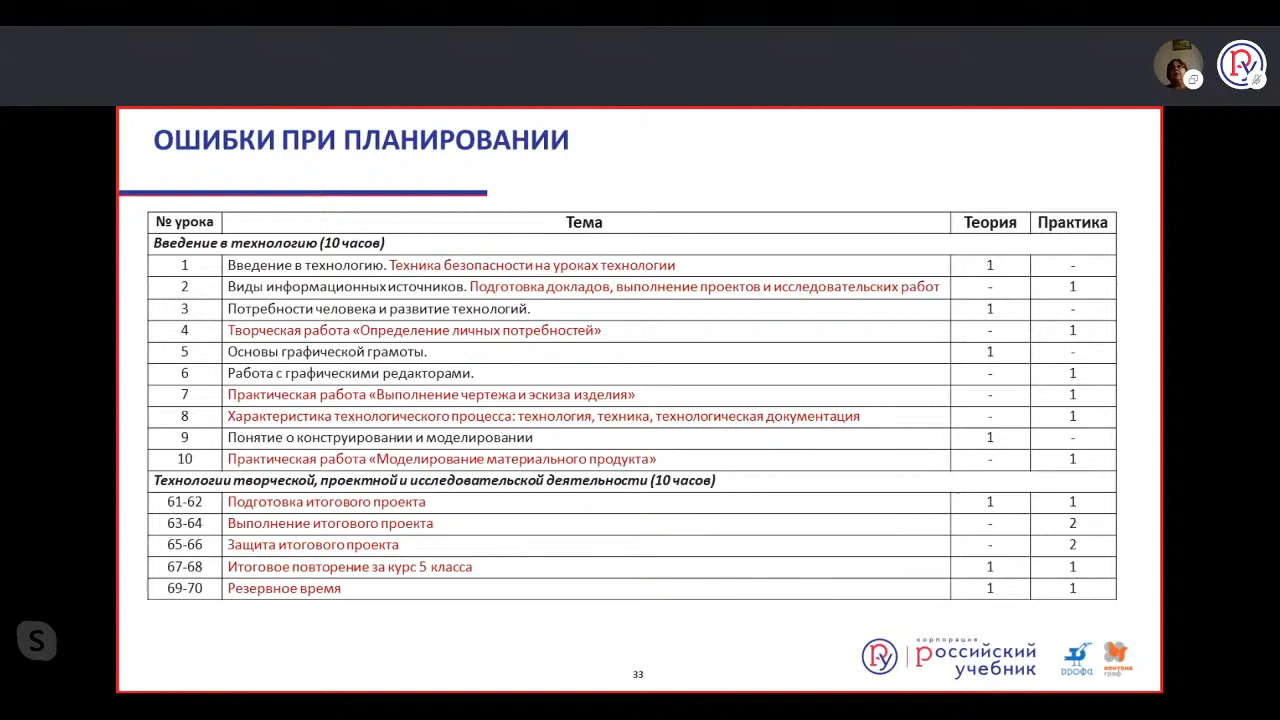 ОШИБКИ ПРИ ПЛАНИРОВАНИИ
№ урока Тема Теория Практика
Введение в технологию (10 часов)
1 Введение в технологию. Техника безопасности на уроках технологии 1 -
2 Виды информационных источников. Подготовка докладов, выполнение проектов и исследовательских работ - 1
3 Потребности человека и развитие технологий. 1 -
4 Творческая работа «Определение личных потребностей» - 1
5 Основы графической грамоты. 1 -
6 Работа с графическими редакторами. - 1
7 Практическая работа «Выполнение чертежа и эскиза изделия» - 1
8 Характеристика технологического процесса: технология, техника, технологическая документация - 1
9 Понятие о конструировании и моделировании 1 -
10 Практическая работа «Моделирование материального продукта» - 1
Технологии творческой, проектной и исследовательской деятельности (10 часов)
61-62 Подготовка итогового проекта 1 1
63-64 Выполнение итогового проекта - 2
65-66 Защита итогового проекта - 2
67-68 Итоговое повторение за курс 5 класса 1 1
69-70 Резервное время 1 1
корпорация
российский
учебник
дрофа
вентана
граф
33
S